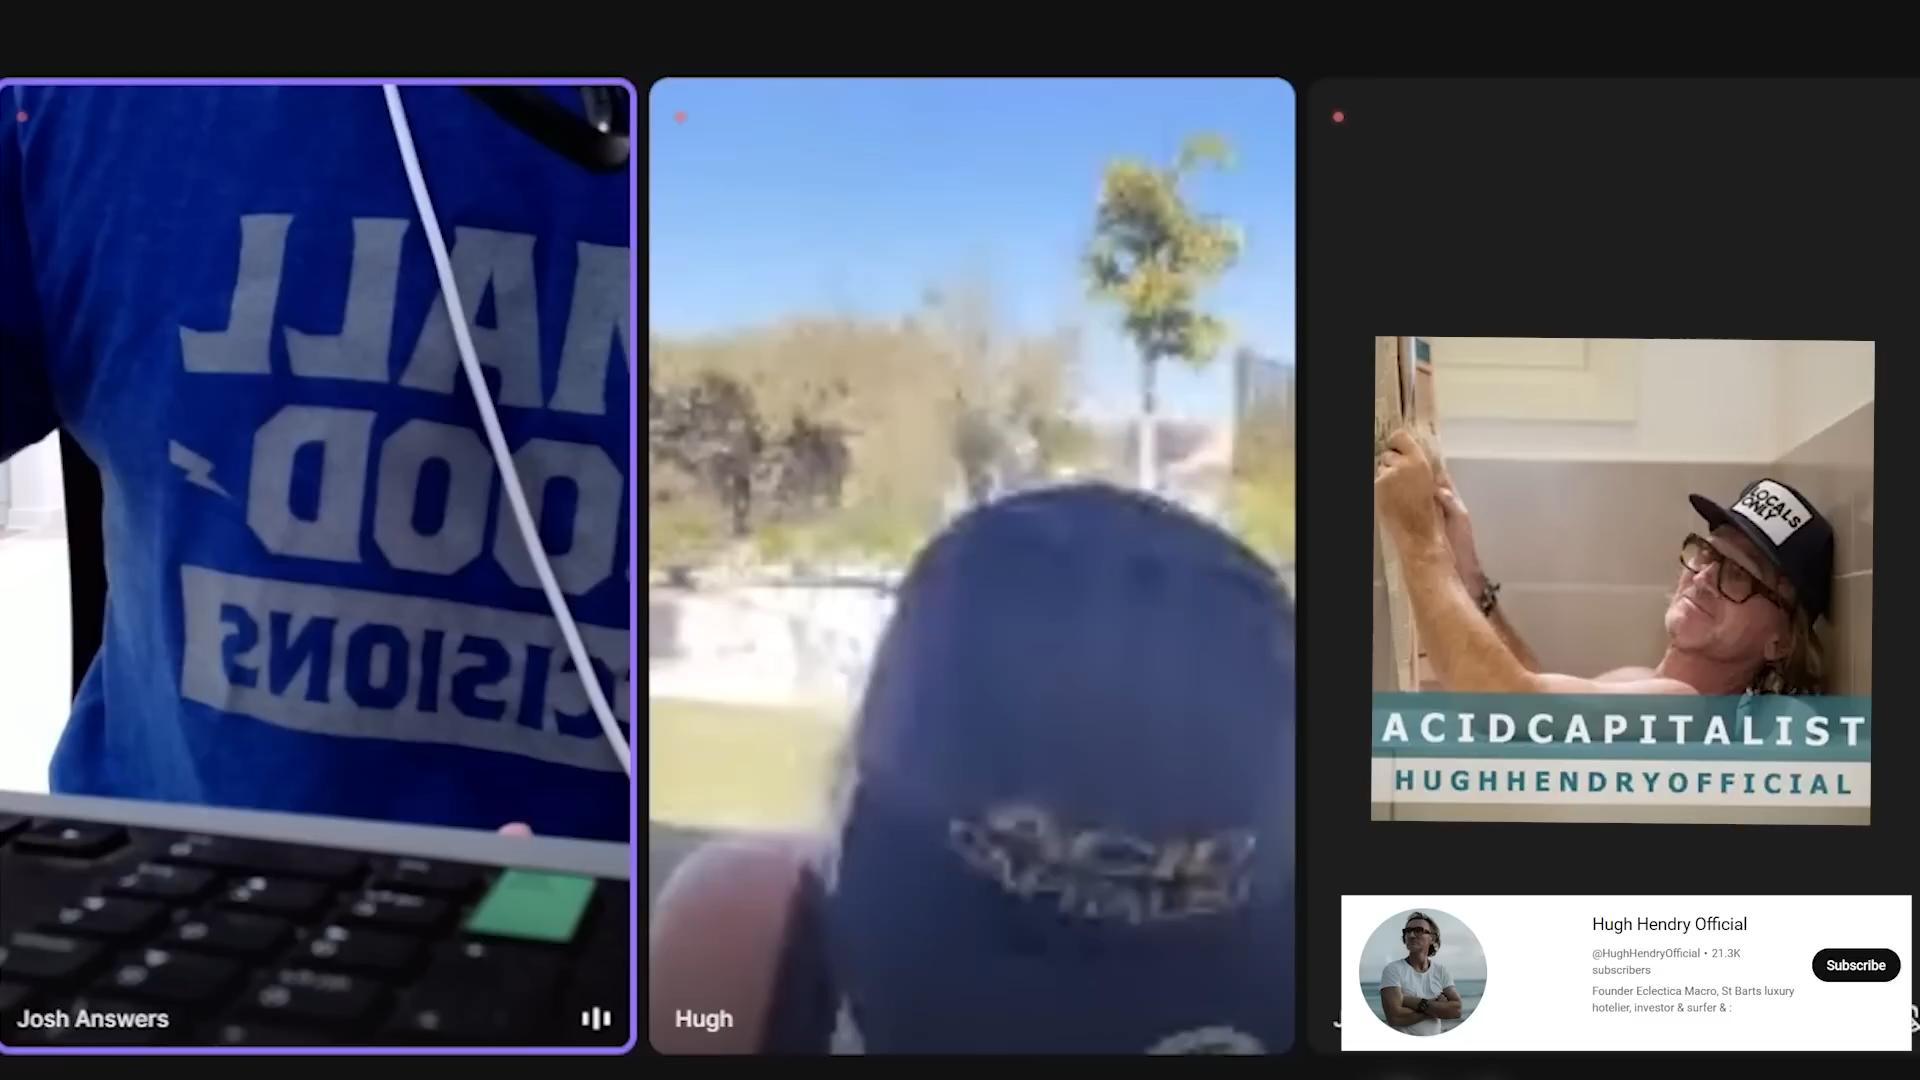 ALL
OOD
CISIONS
Josh Answers
Hugh
LOCALS
ONLY
ACIDCAPITALIST
HUGHHENDRYOFFICIAL
Hugh Hendry Official
@HughHendryOfficial • 21.3K
subscribers
Founder Eclectica Macro, St Barts luxury
hotelier, investor & surfer & :
Subscribe